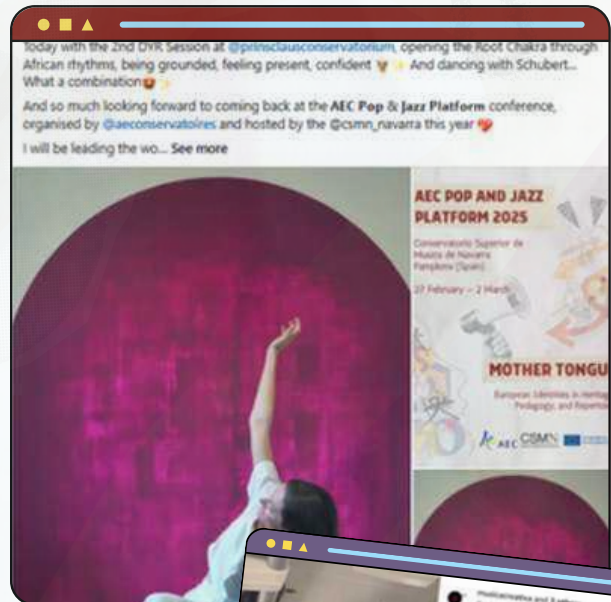 Today with the 2nd DYR Session at @prinsclausconservatorium, opening the Root Chakra through
African rhythms, being grounded, feeling present, confident 🦁✨ And dancing with Schubert...
What a combination🤩✨
And so much looking forward to coming back at the AEC Pop & Jazz Platform conference,
organised by @aeconservatoires and hosted by the @csmn_navarra this year 💖
I will be leading the wo... See more
AEC POP AND JAZZ
PLATFORM 2025
Conservatorio Superior de
Música de Navarra
Pamplona (Spain)
27 February – 2 March
MOTHER TONGU
European Identities in Heritag
Pedagogy, and Repertoi
AEC CSMN